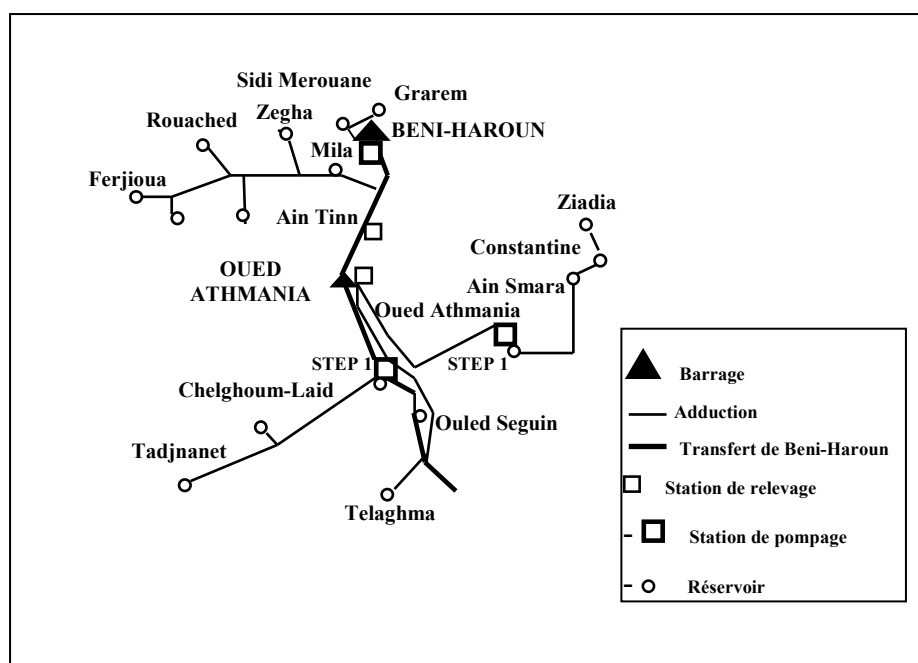 Sidi Merouane
Grarem
Zegha
BENI-HAROUN
Rouached
Mila
Ferjioua
Ziadia
Ain Tinn
Constantine
OUED
ATHMANIA
Ain Smara
Oued Athmania
STEP 1
STEP 1
Chelghoum-Laid
Ouled Seguin
Tadjnanet
Telaghma
Barrage
Adduction
Transfert de Beni-Haroun
Station de relevage
Station de pompage
Réservoir